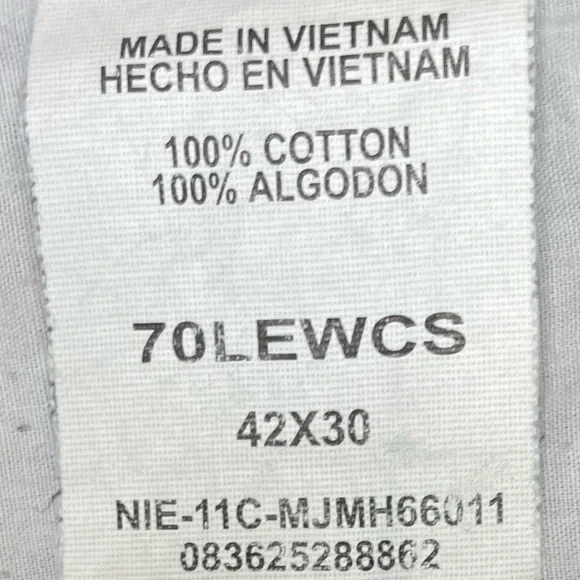 MADE IN VIETNAM
HECHO EN VIETNAM
100% COTTON
100% ALGODON
70LEWCS
42X30
NIE-11C-MJMH66011
083625288862